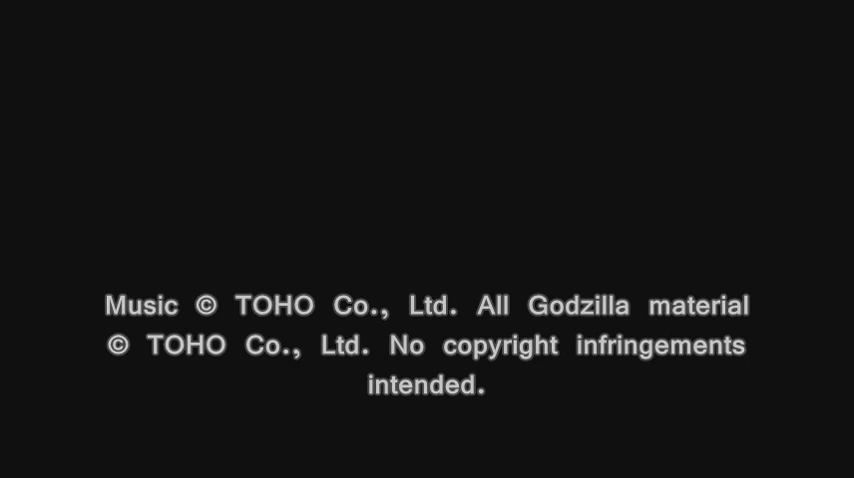 Music © TOHO Co., Ltd. All Godzilla material
© TOHO Co., Ltd. No copyright infringements
intended.